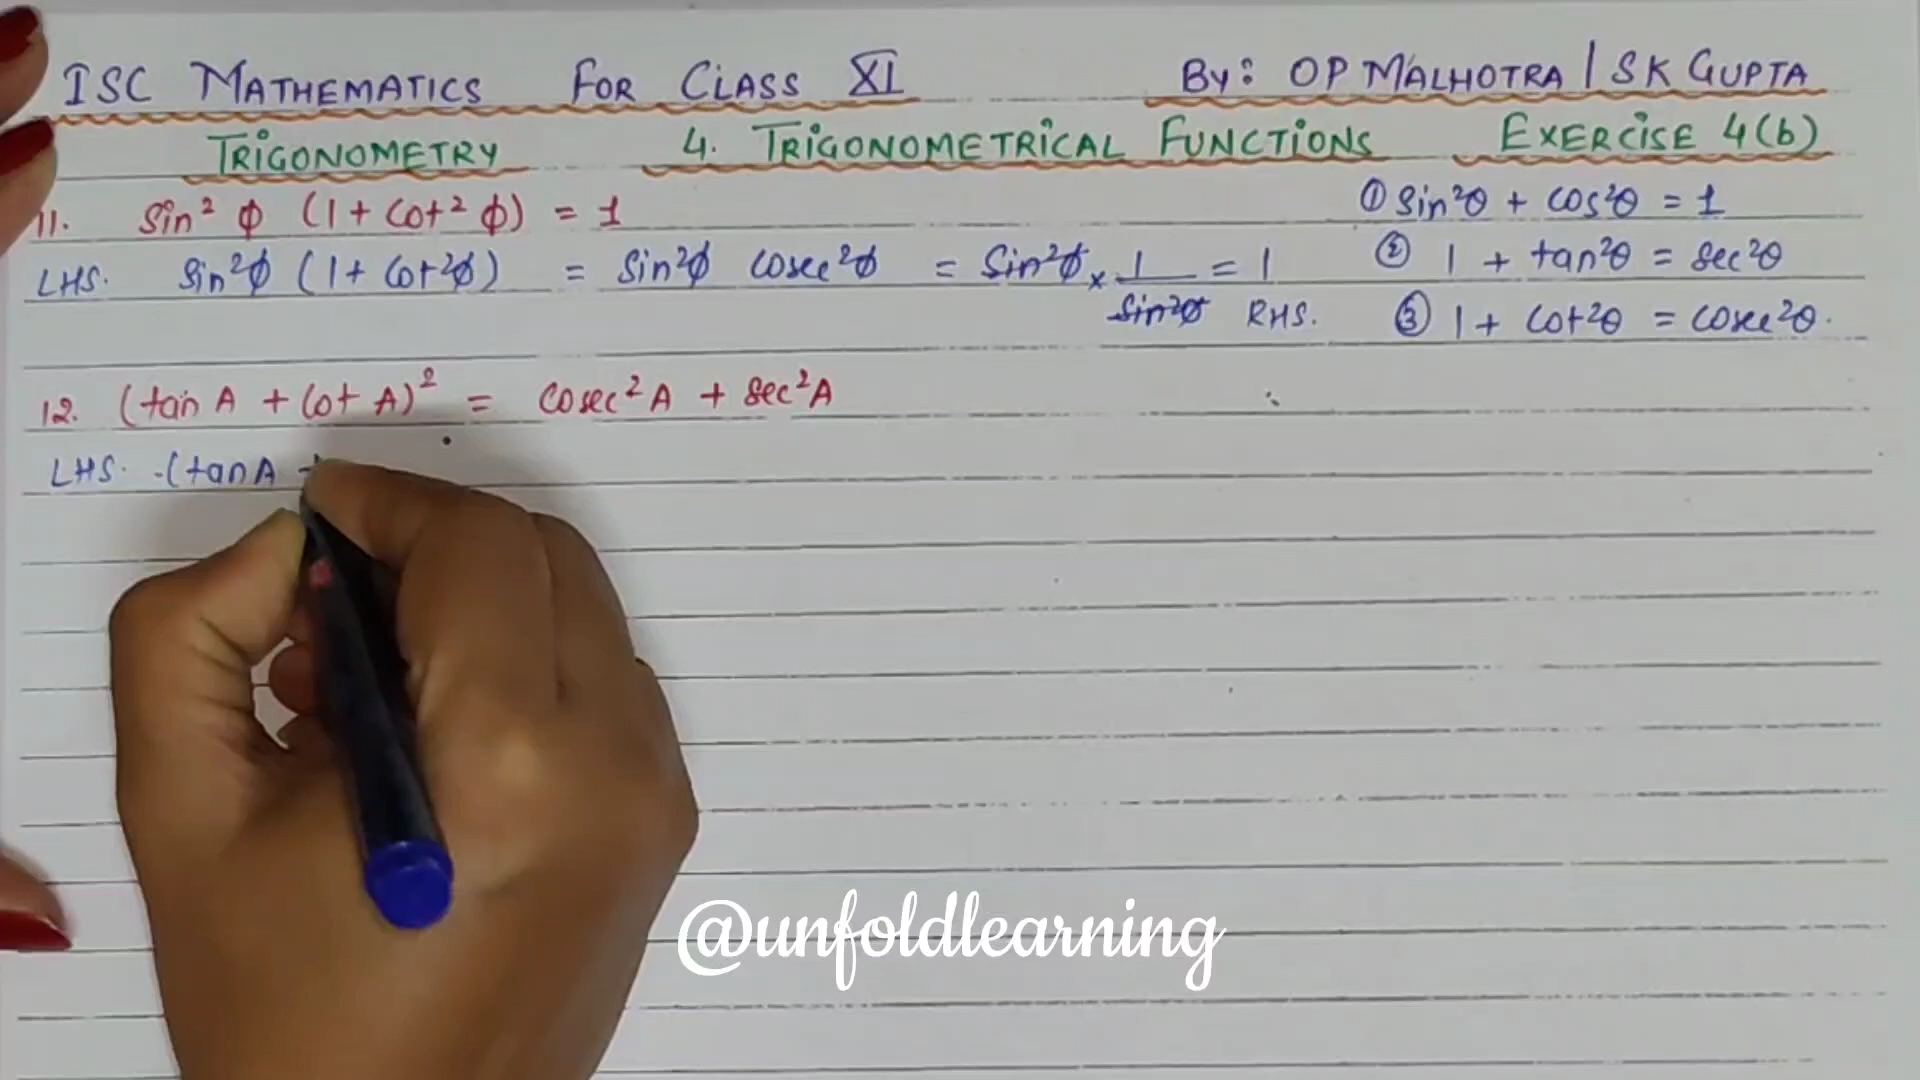 ISC MATHEMATICS FOR CLASS XI By: OP MALHOTRA | SK GUPTA
TRIGONOMETRY 4. TRIGONOMETRICAL FUNCTIONS EXERCISE 4(b)
11. Sin² ϕ (1 + Cot² ϕ) = 1
① Sin²θ + cos²θ = 1
LHS. Sin²ϕ (1 + Cot²ϕ) = Sin²ϕ Cosec²ϕ = Sin²ϕ × 1/Sin²ϕ = 1 RHS.
② 1 + tan²θ = sec²θ
③ 1 + Cot²θ = cosec²θ.
12. (tan A + Cot A)² = Cosec² A + Sec² A
LHS. (tan A +
@unfoldlearning